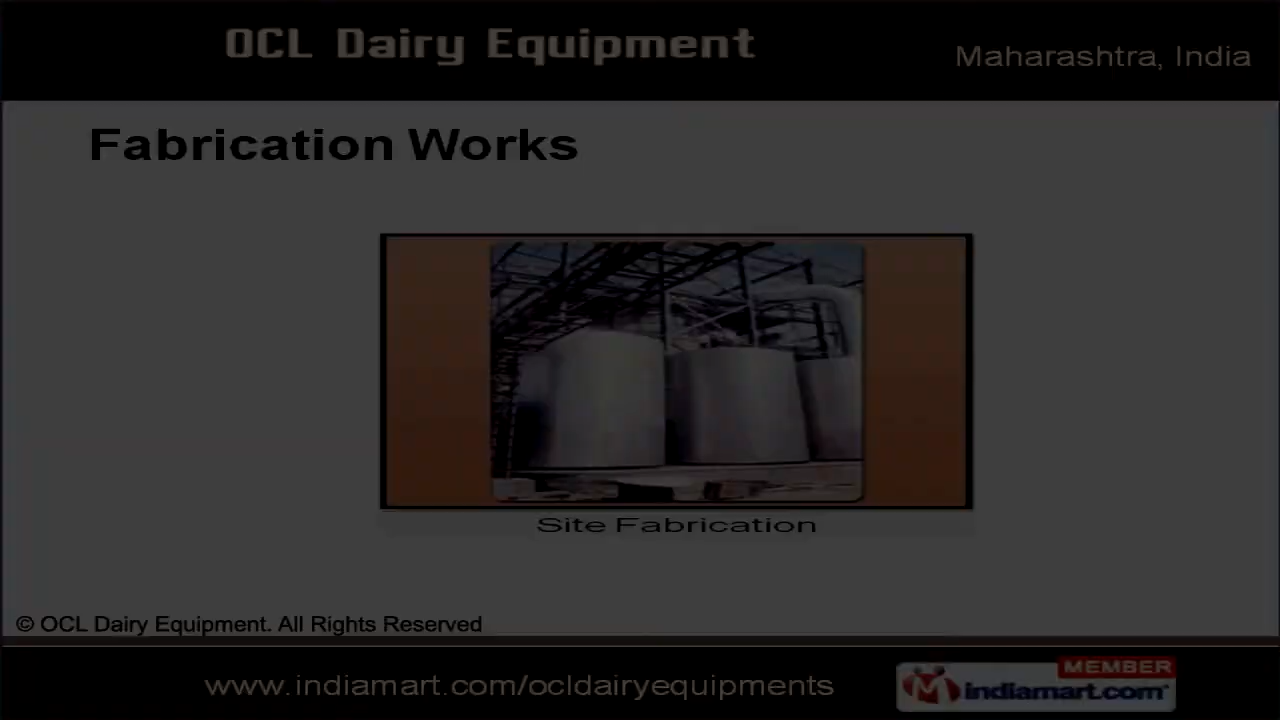 OCL Dairy Equipment
Maharashtra, India
Fabrication Works
Site Fabrication
© OCL Dairy Equipment. All Rights Reserved
www.indiamart.com/ocldairyequipments
MEMBER
indiamart.com